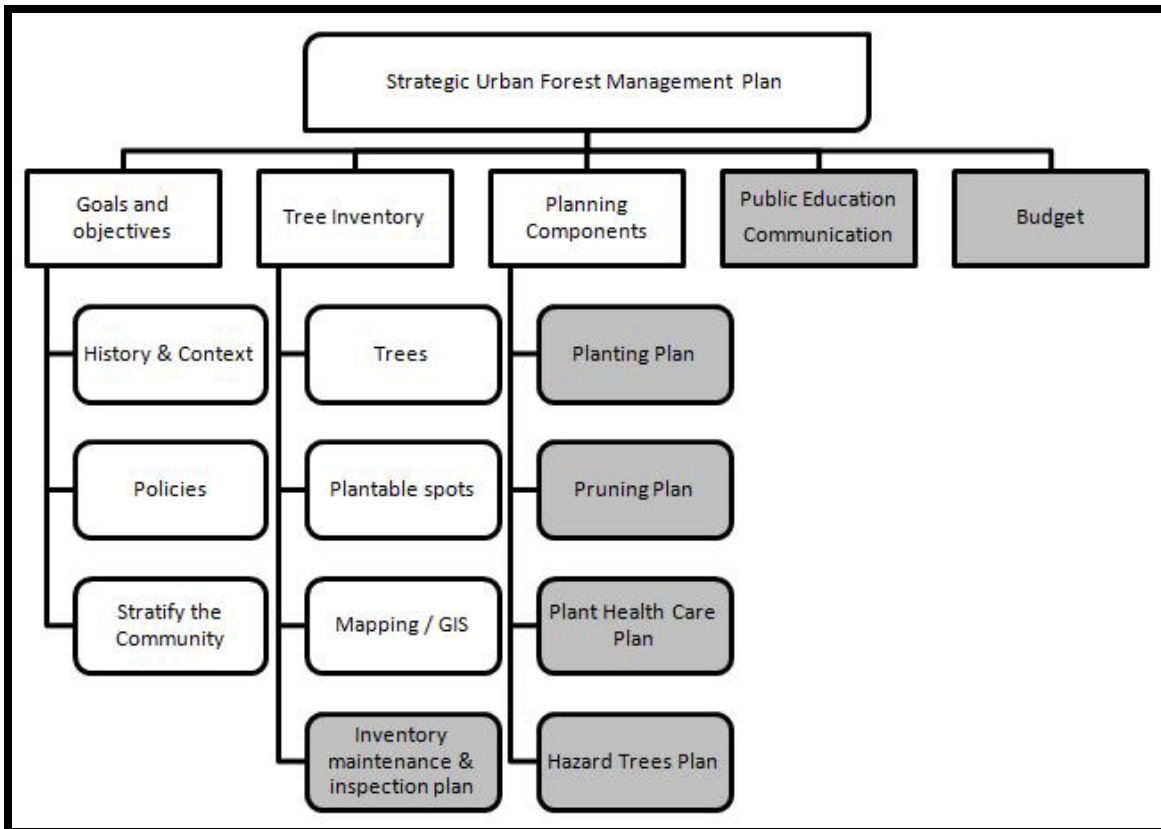 Strategic Urban Forest Management Plan
Goals and
objectives
Tree Inventory
Planning
Components
Public Education
Communication
Budget
History & Context
Trees
Planting Plan
Policies
Plantable spots
Pruning Plan
Stratify the
Community
Mapping / GIS
Plant Health Care
Plan
Inventory
maintenance &
inspection plan
Hazard Trees Plan